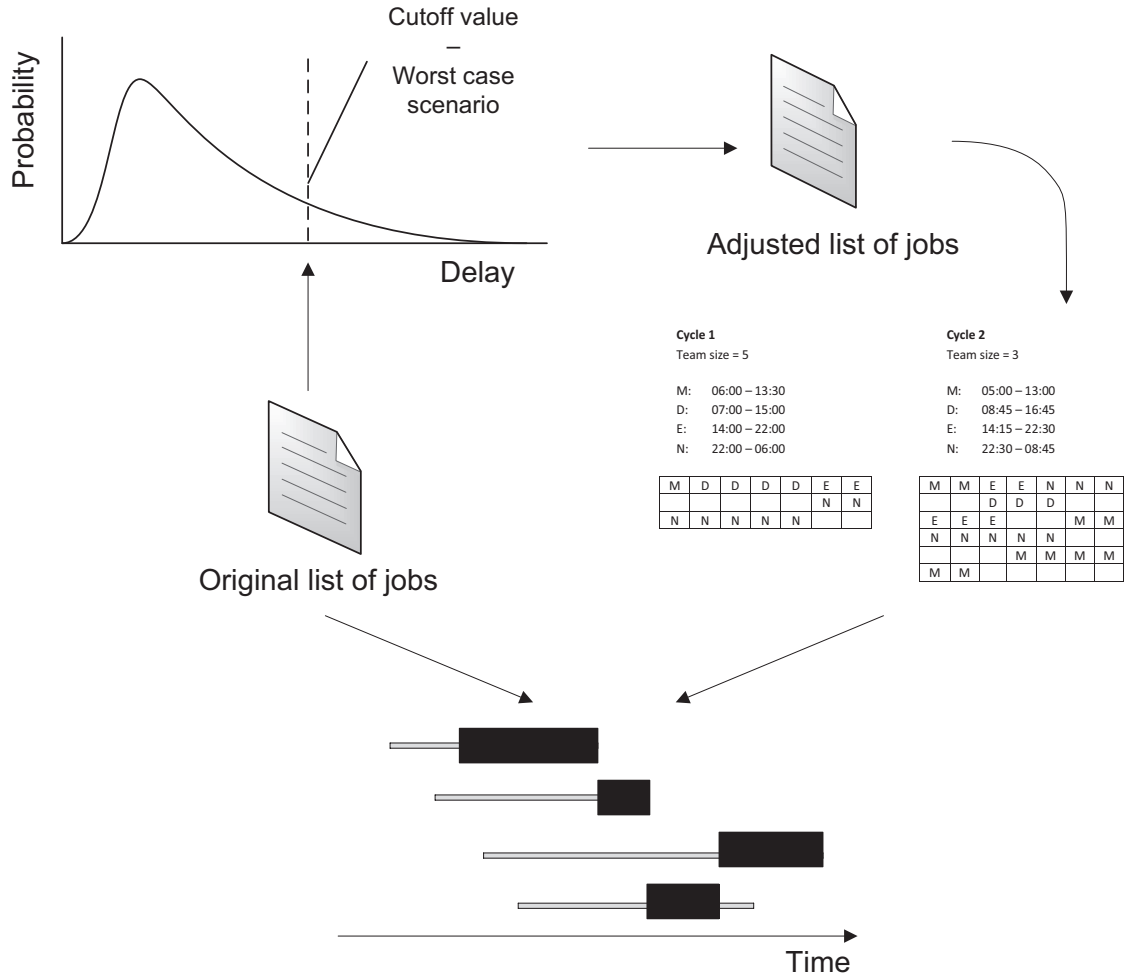 Cutoff value
–
Worst case
scenario
Probability
Delay
Adjusted list of jobs
Original list of jobs
Cycle 1
Team size = 5
M: 06:00 – 13:30
D: 07:00 – 15:00
E: 14:00 – 22:00
N: 22:00 – 06:00
M D D D D E E
N N
N N N N N
Cycle 2
Team size = 3
M: 05:00 – 13:00
D: 08:45 – 16:45
E: 14:15 – 22:30
N: 22:30 – 08:45
M M E E N N N
D D D
E E E M M
N N N N N
M M M M
M M
Time